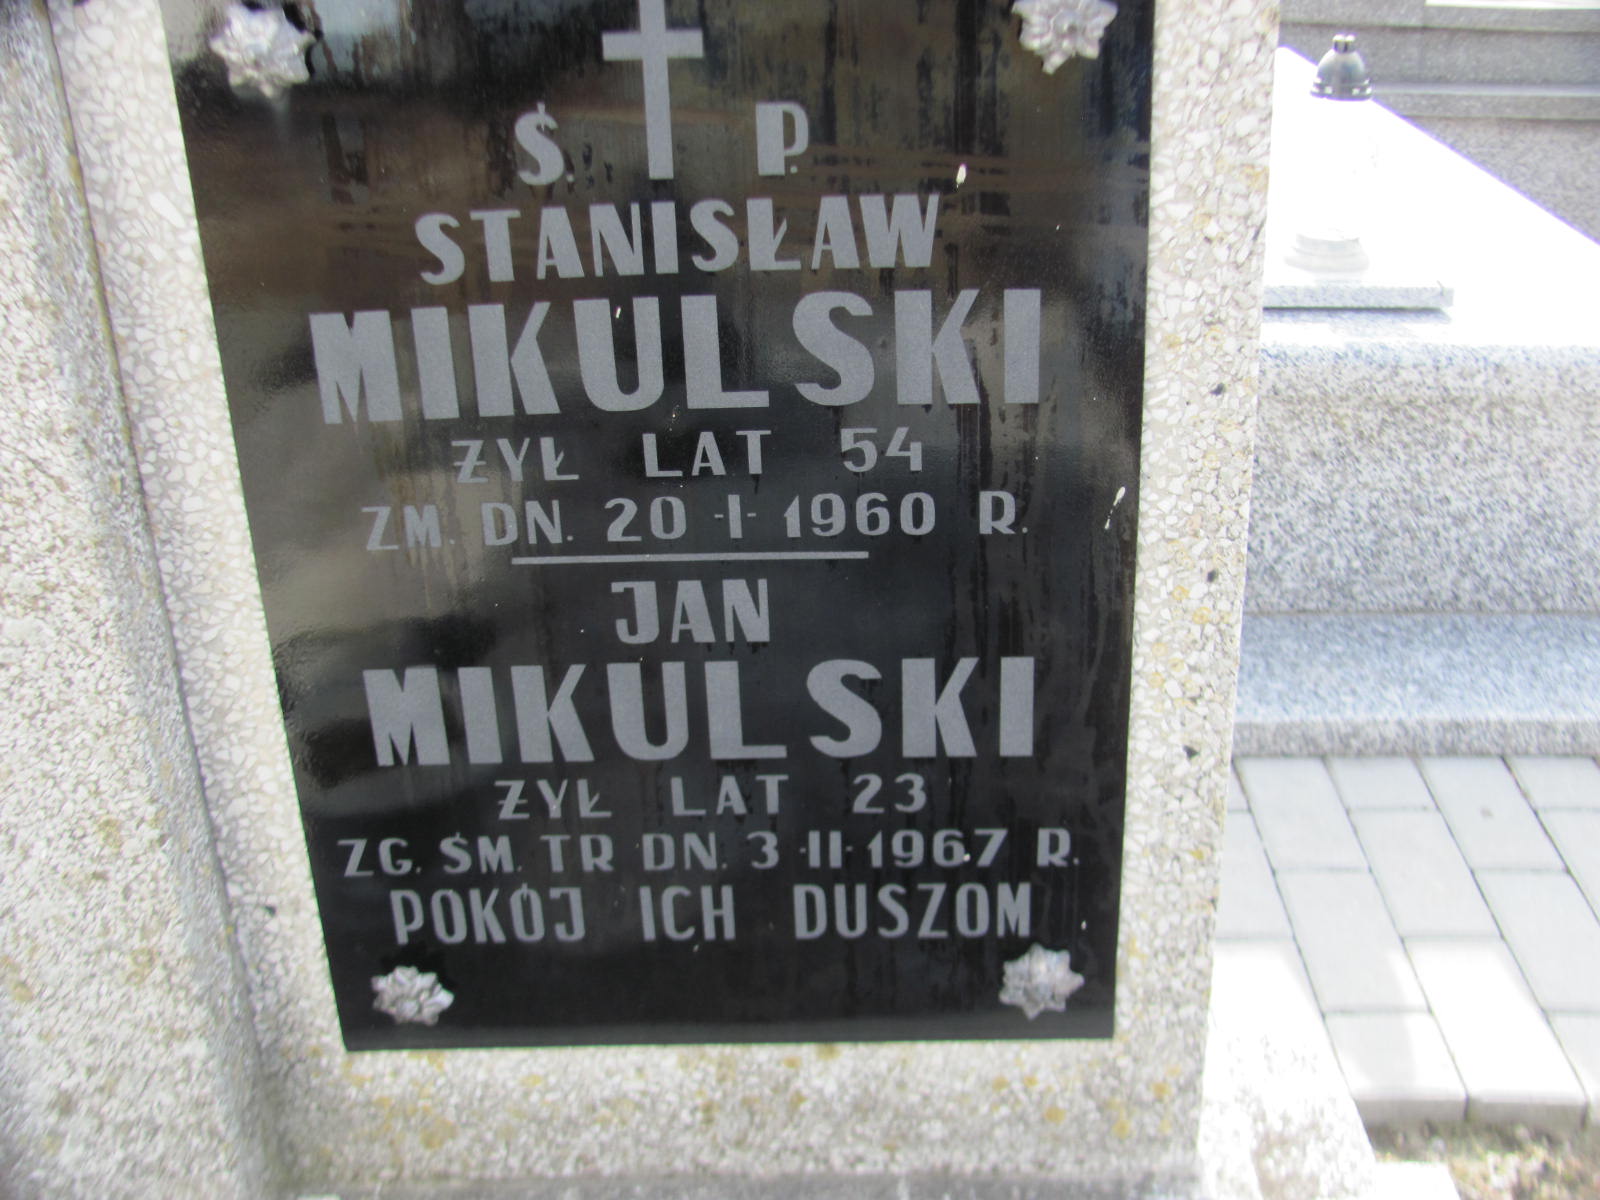 Ś. P.
STANISŁAW
MIKULSKI
ŻYŁ LAT 54
ZM. DN. 20-I-1960 R.
JAN
MIKULSKI
ŻYŁ LAT 23
ZG. ŚM. TR DN. 3-II-1967 R.
POKÓJ ICH DUSZOM